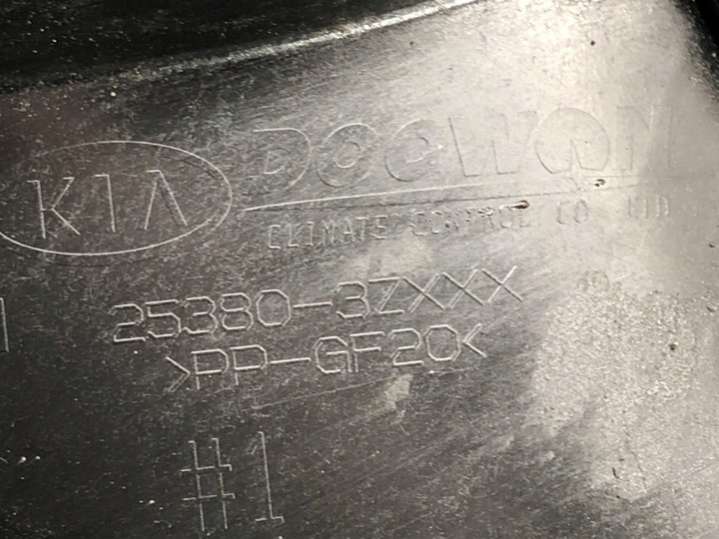 KIA DOOWON
CLIMATE CONTROL CO LTD
25380-3ZXXX
>PP-GF20<
#1